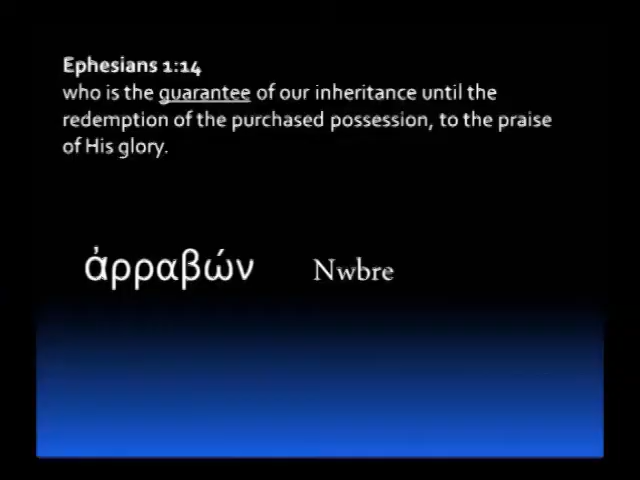 Ephesians 1:14
who is the guarantee of our inheritance until the
redemption of the purchased possession, to the praise
of His glory.
ἀρραβών Nwbre